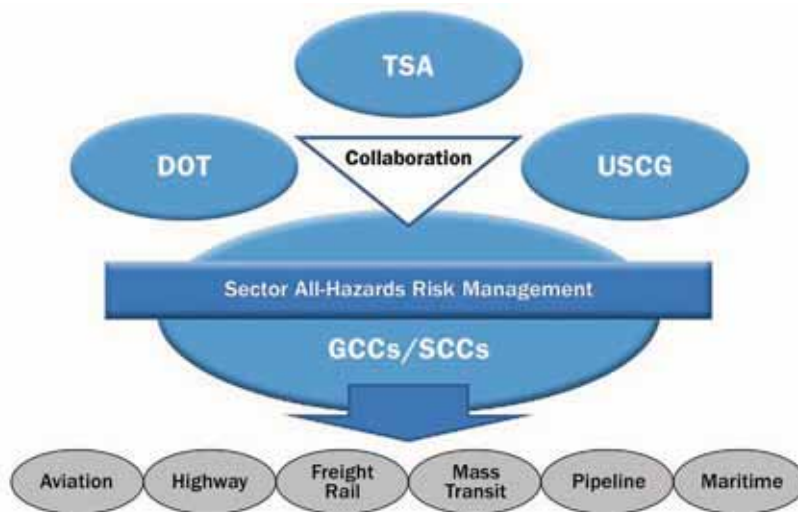 TSA
DOT
Collaboration
USCG
Sector All-Hazards Risk Management
GCCs/SCCs
Aviation
Highway
Freight
Rail
Mass
Transit
Pipeline
Maritime